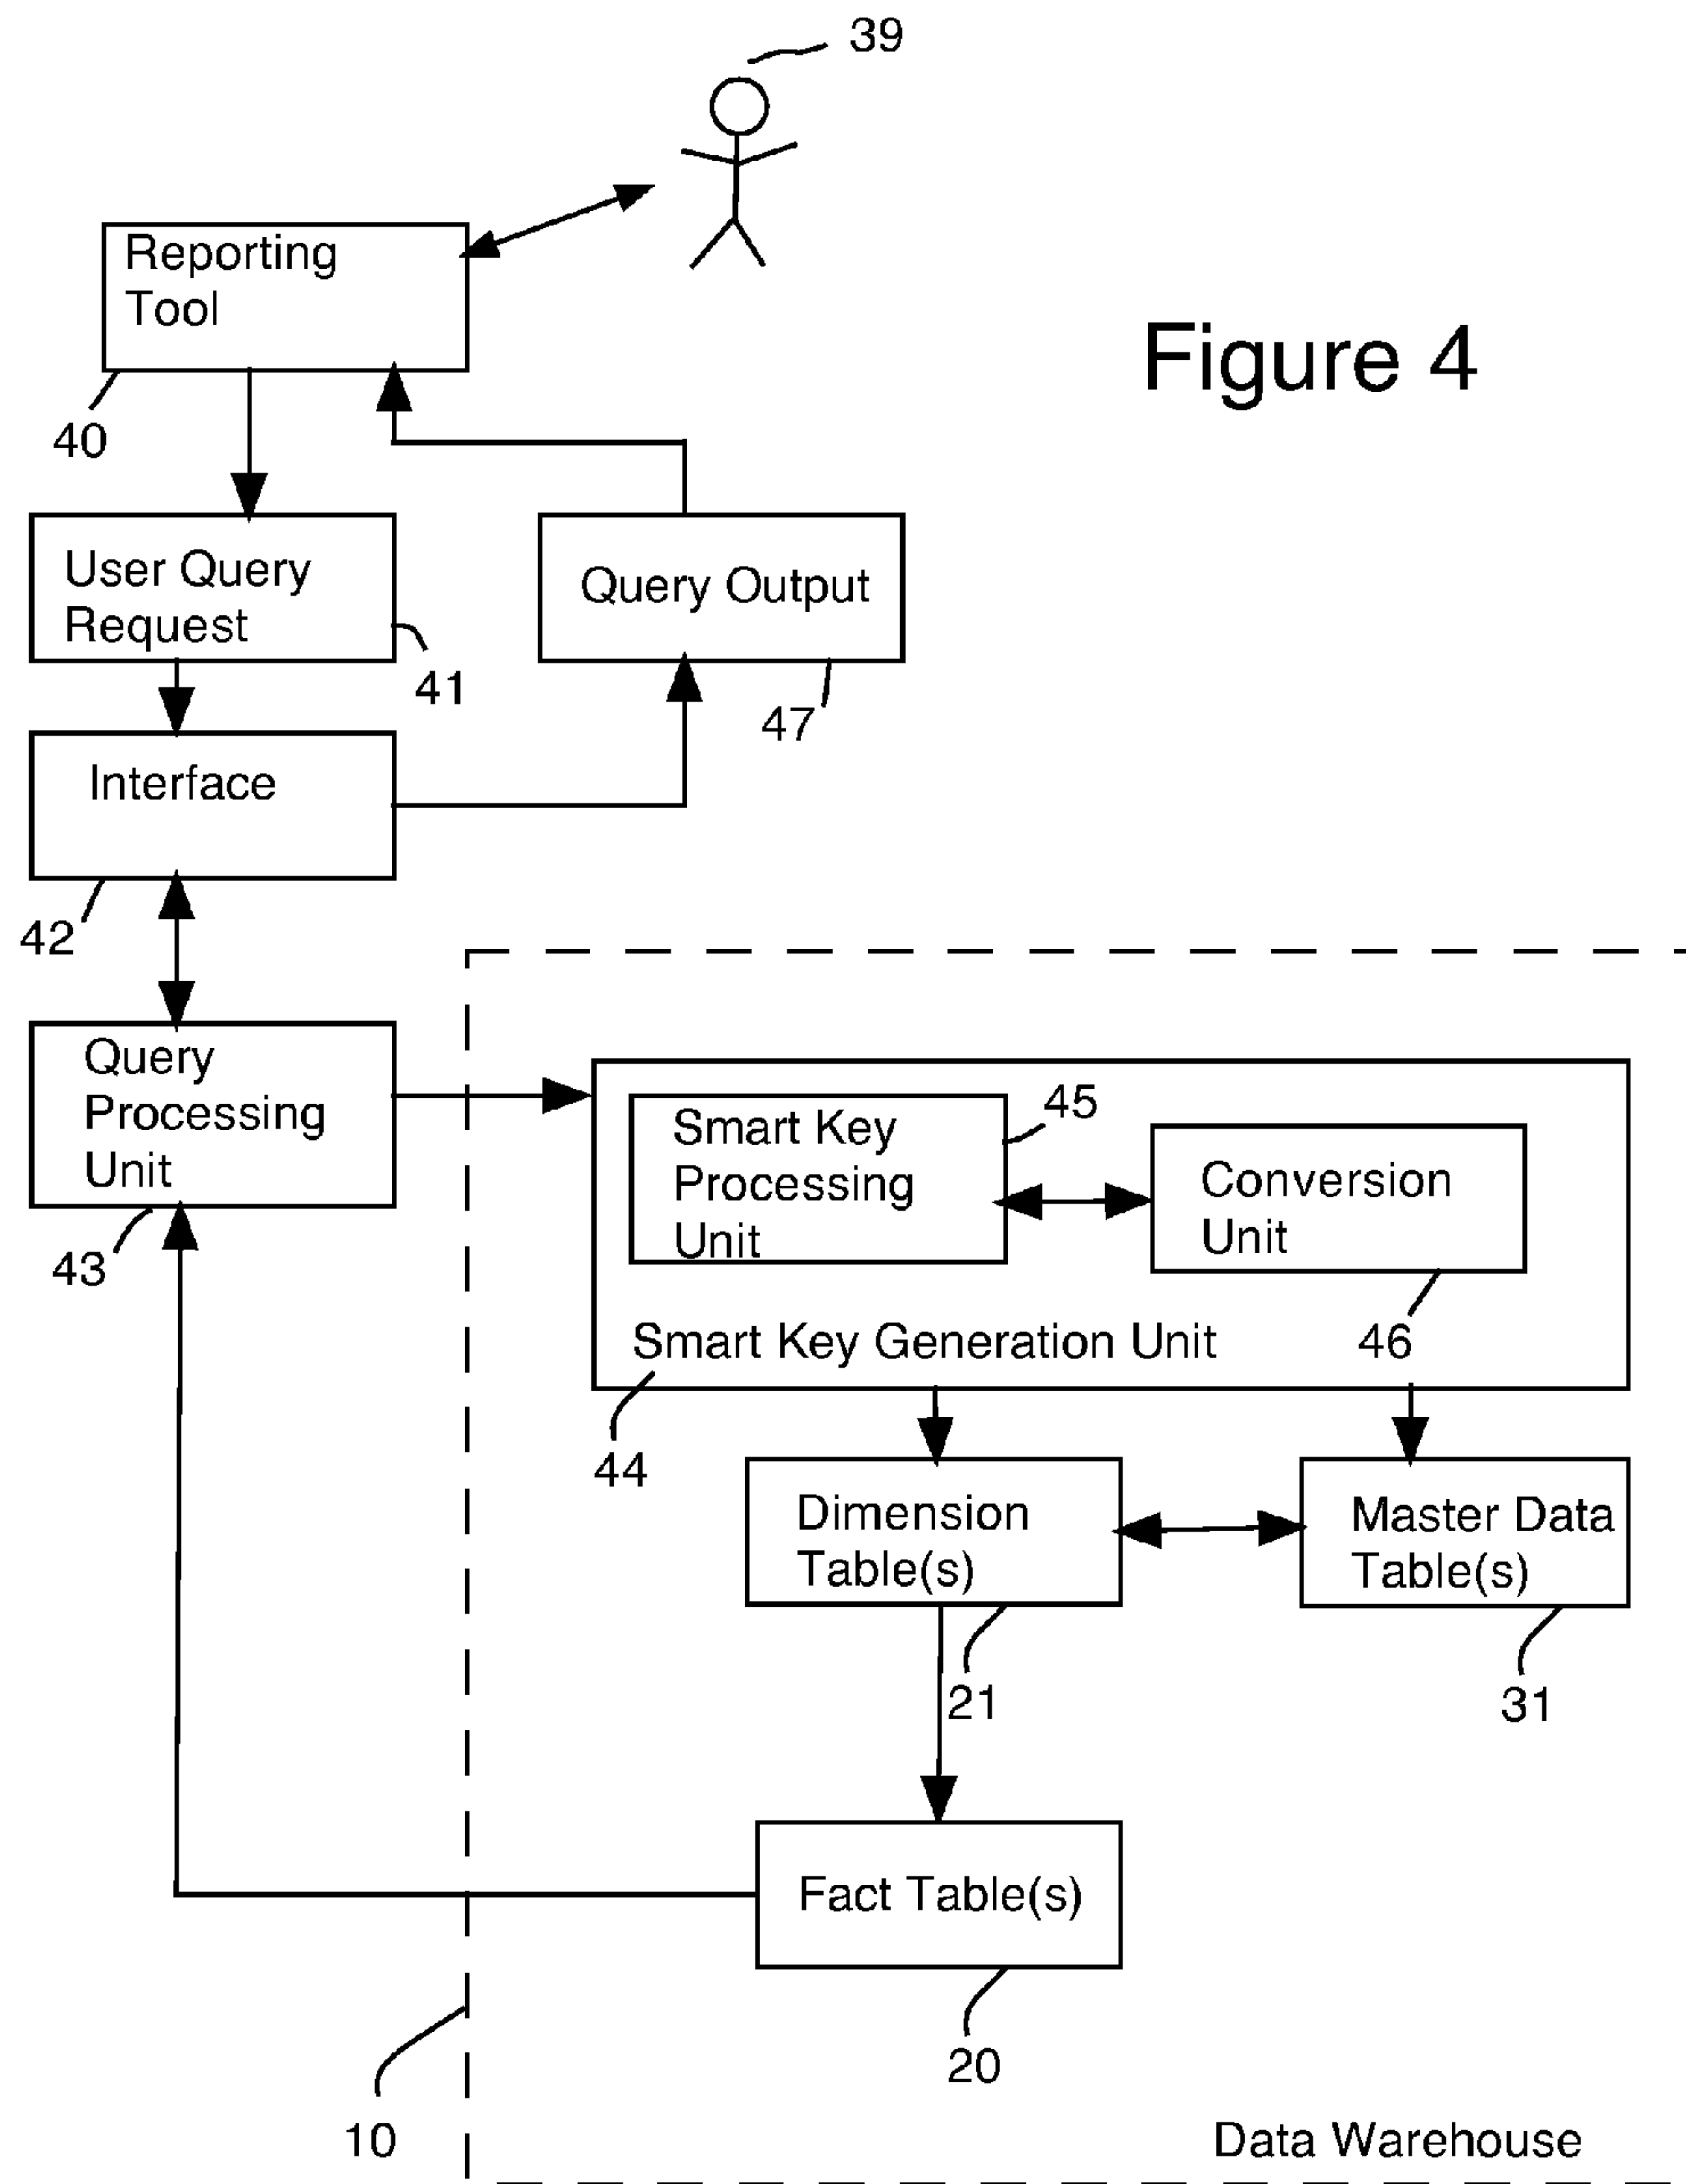 39
Reporting
Tool
Figure 4
40
User Query
Request
Query Output
41
47
Interface
42
Query
Processing
Unit
45
Smart Key
Processing
Unit
Conversion
Unit
43
Smart Key Generation Unit
46
44
Dimension
Table(s)
Master Data
Table(s)
21
31
Fact Table(s)
20
10
Data Warehouse